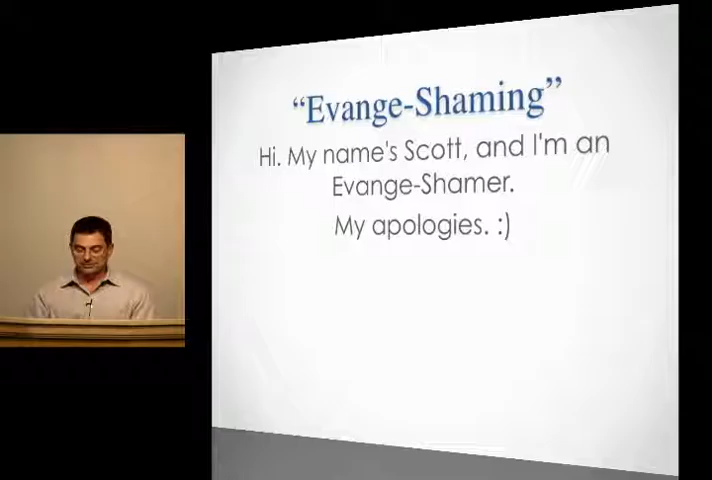 “Evange-Shaming”
Hi. My name's Scott, and I'm an
Evange-Shamer.
My apologies. :)